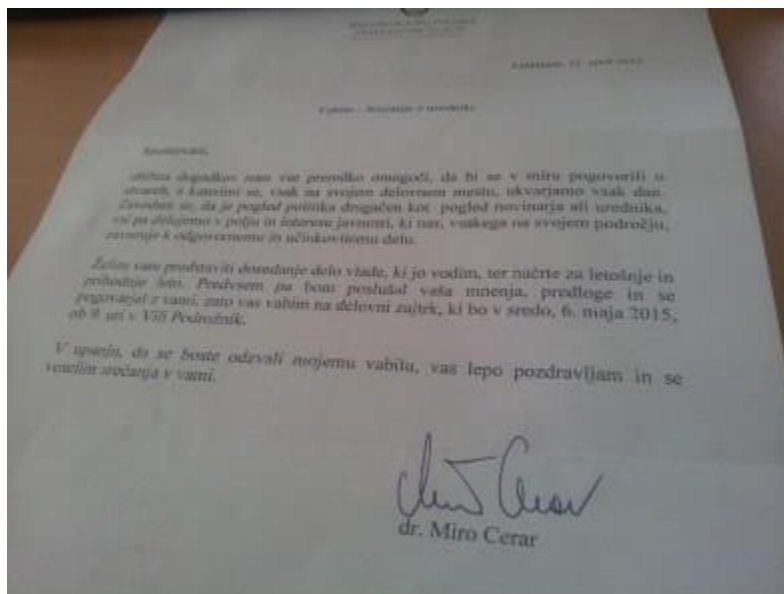 Vabilo - Srečanje z uredniki
Spoštovani,
dogodkov nam vse prepredko omogoči, da bi se v miru pogovorili o
stvareh, s katerimi se, vsak na svojem delovnem mestu, ukvarjamo vsak dan.
Zavedam se, da je pogled politika drugačen kot pogled novinarja ali urednika,
vsi pa delujemo v polju in interesu javnosti, ki nas, vsakega na svojem področju,
zavezuje k odgovornemu in učinkovitemu delu.
Želim vam predstaviti dosedanje delo vlade, ki jo vodim, ter načrte za letošnje in
prihodnje leto. Predvsem pa bom poslušal vaša mnenja, predloge in se
pogovarjal z vami, zato vas vabim na delovni zajtrk, ki bo v sredo, 6. maja 2015,
ob 9. uri v Vili Podrožnik.
V upanju, da se boste odzvali mojemu vabilu, vas lepo pozdravljam in se
veselim srečanja v vami.
dr. Miro Cerar